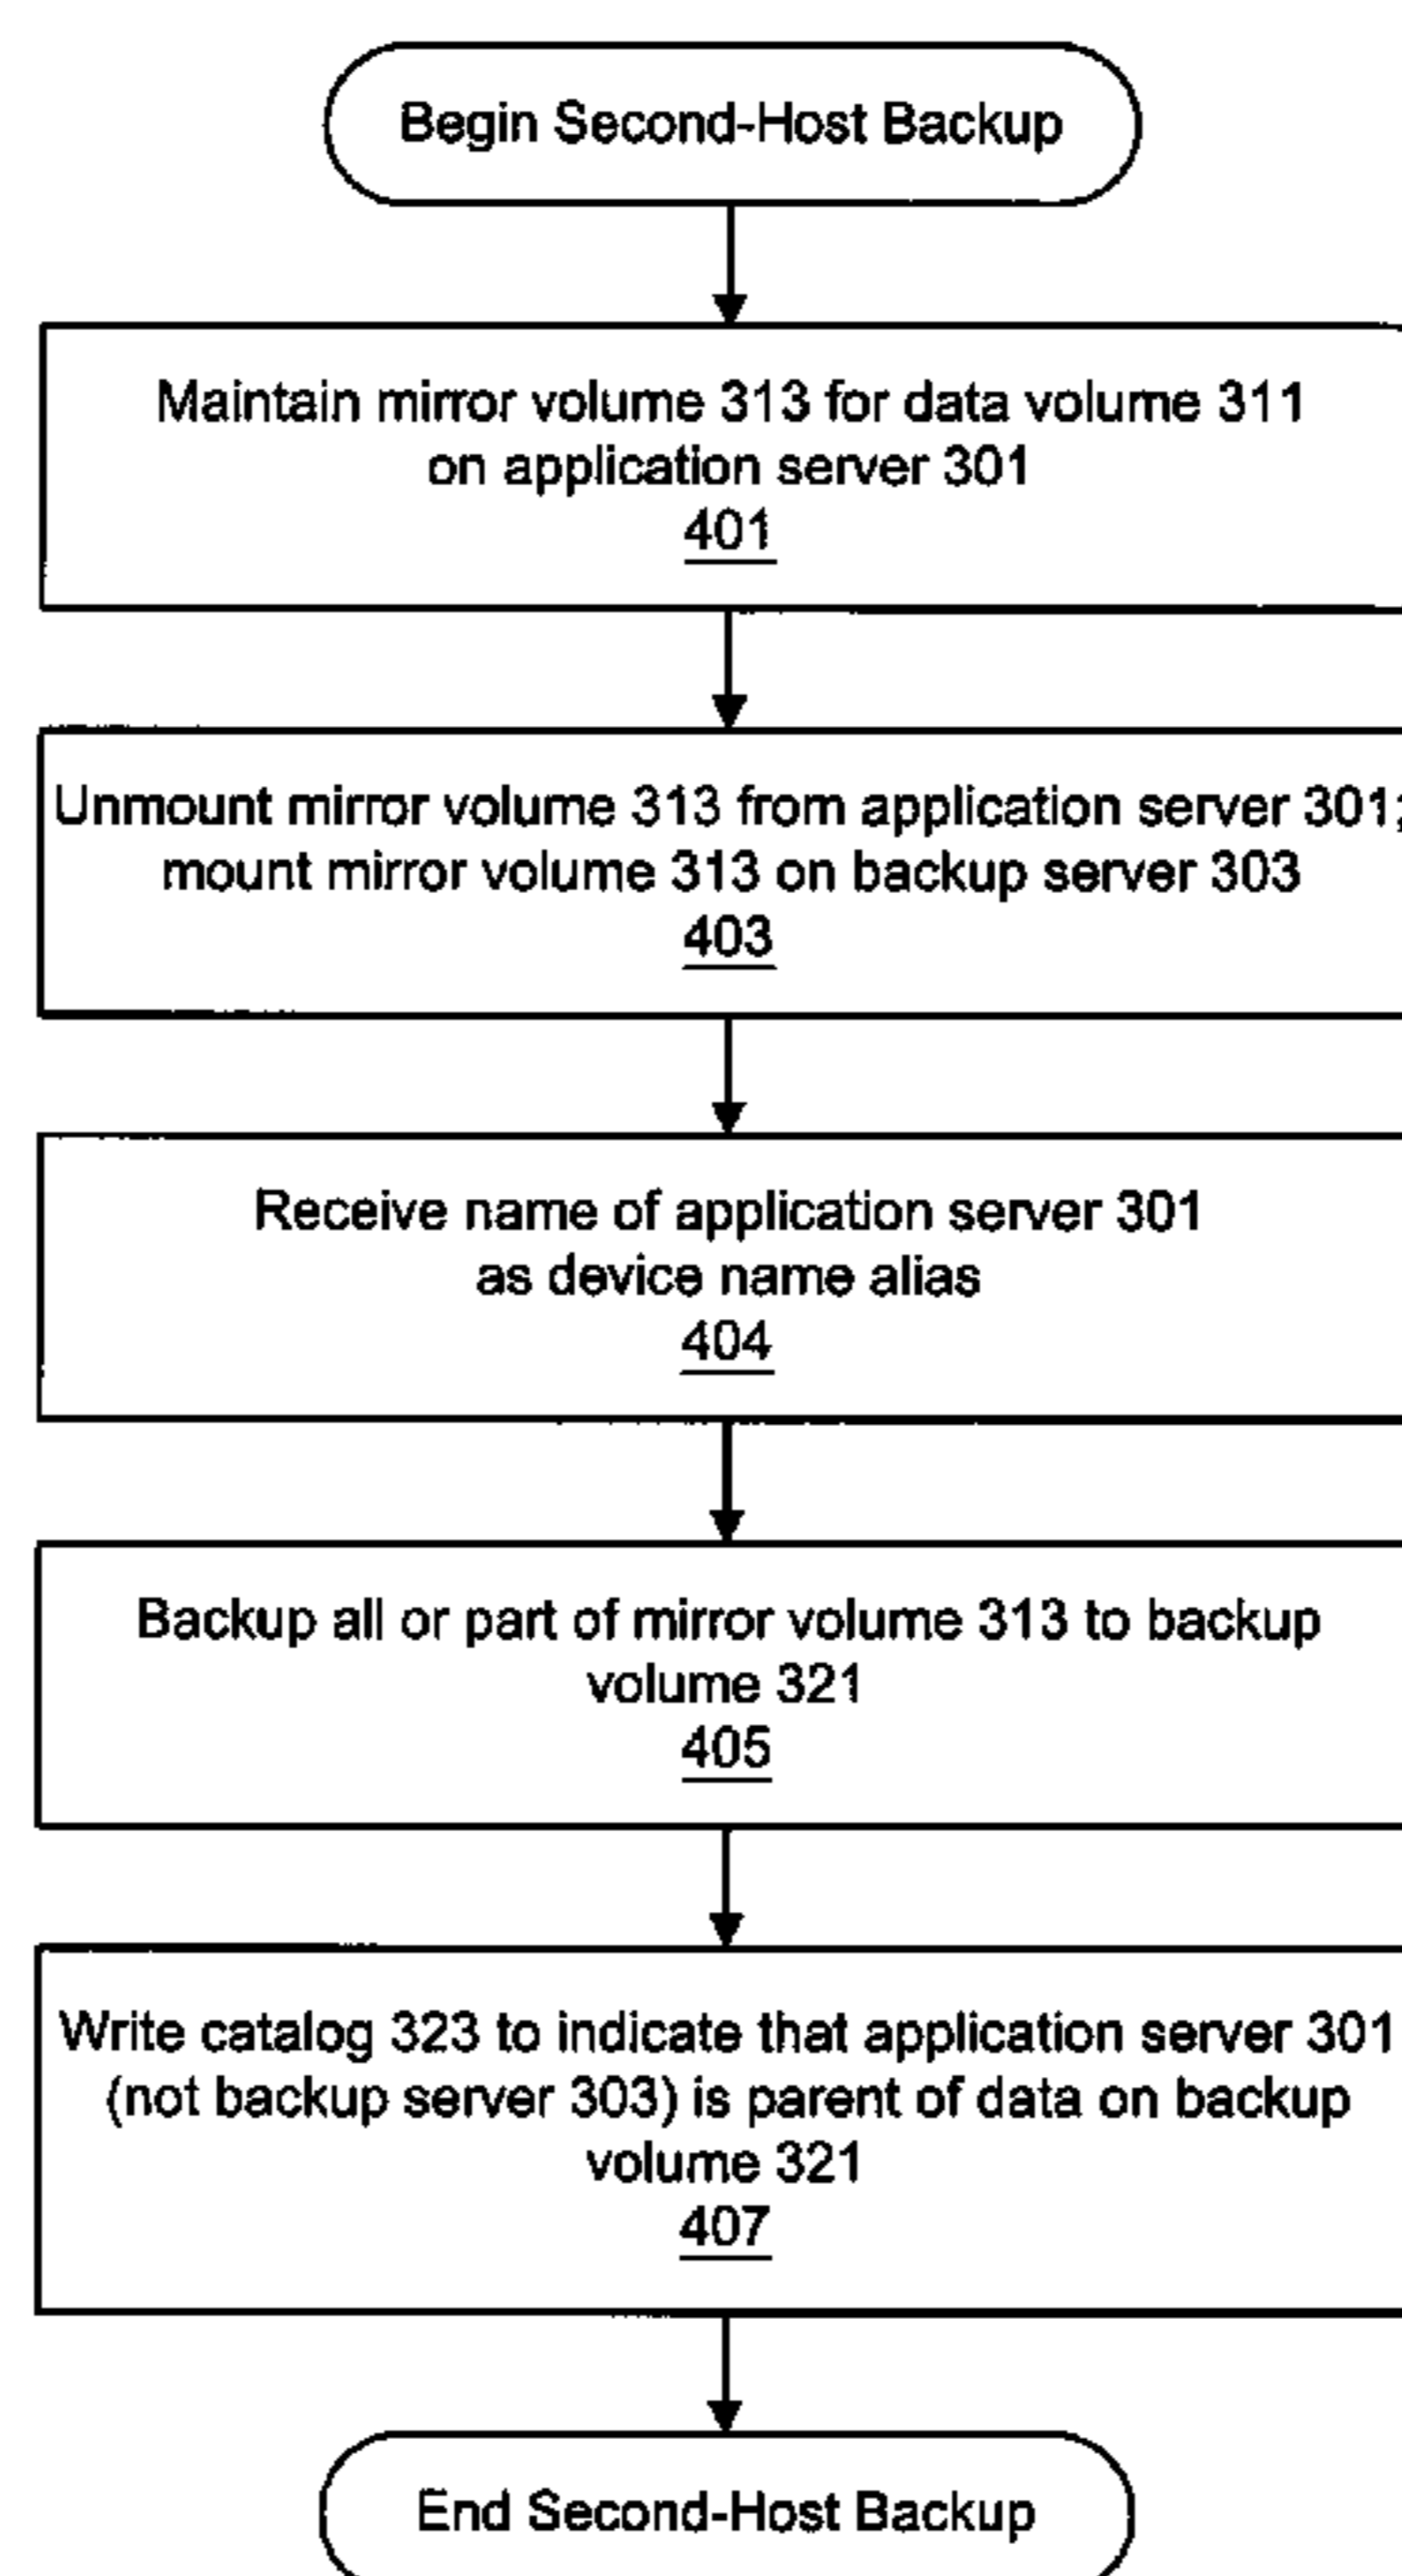 Begin Second-Host Backup
Maintain mirror volume 313 for data volume 311
on application server 301
401
Unmount mirror volume 313 from application server 301;
mount mirror volume 313 on backup server 303
403
Receive name of application server 301
as device name alias
404
Backup all or part of mirror volume 313 to backup
volume 321
405
Write catalog 323 to indicate that application server 301
(not backup server 303) is parent of data on backup
volume 321
407
End Second-Host Backup